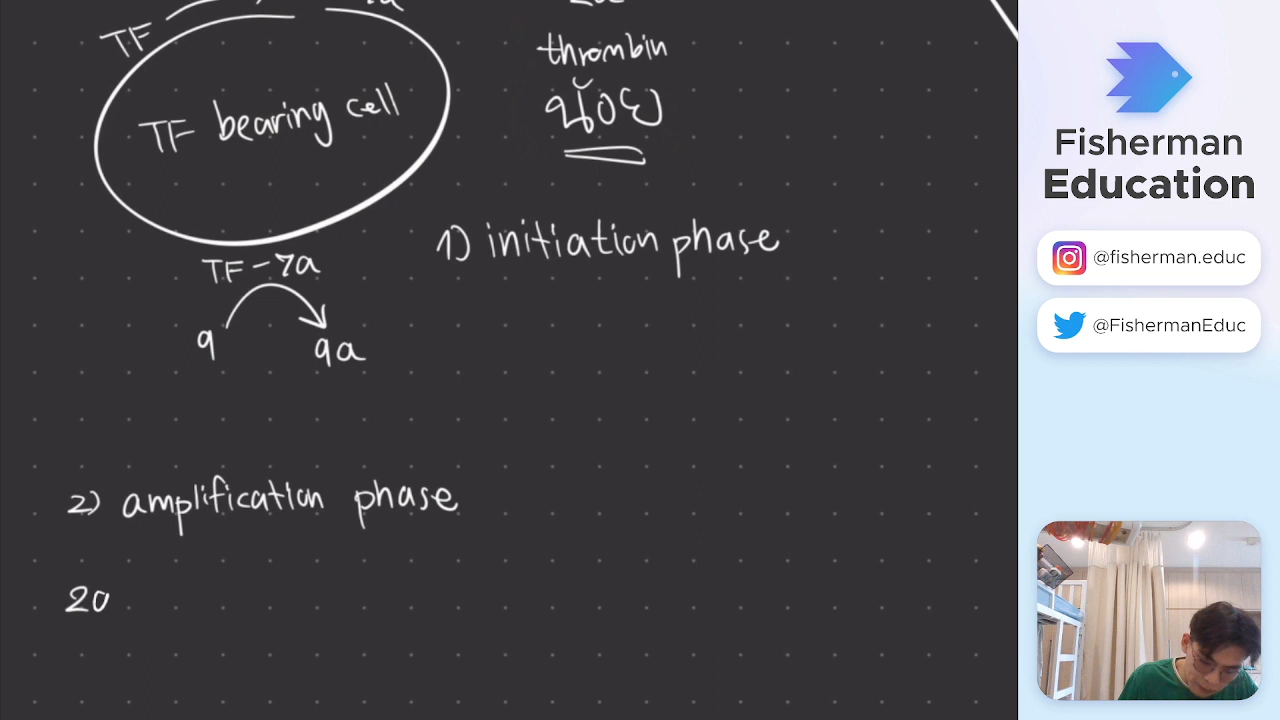 TF
thrombin
น้อย
TF bearing cell
1) initiation phase
TF-7a
9
9a
2) amplification phase
20
Fisherman
Education
@fisherman.educ
@FishermanEduc